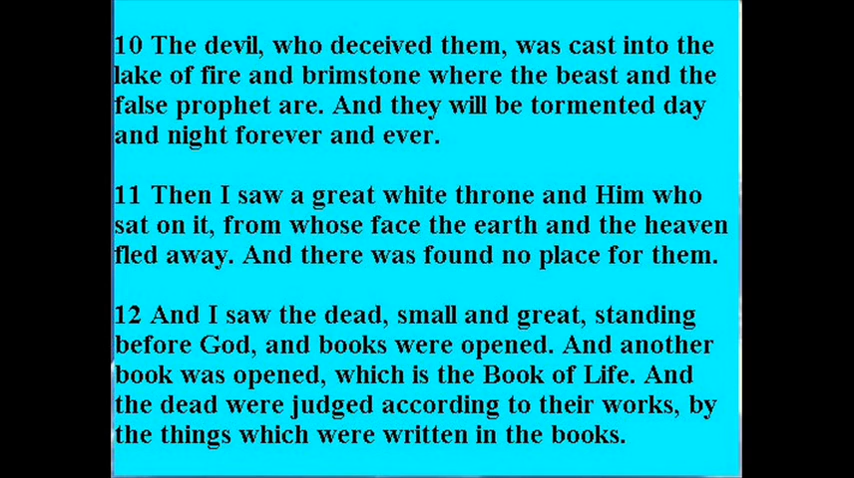 10 The devil, who deceived them, was cast into the
lake of fire and brimstone where the beast and the
false prophet are. And they will be tormented day
and night forever and ever.
11 Then I saw a great white throne and Him who
sat on it, from whose face the earth and the heaven
fled away. And there was found no place for them.
12 And I saw the dead, small and great, standing
before God, and books were opened. And another
book was opened, which is the Book of Life. And
the dead were judged according to their works, by
the things which were written in the books.